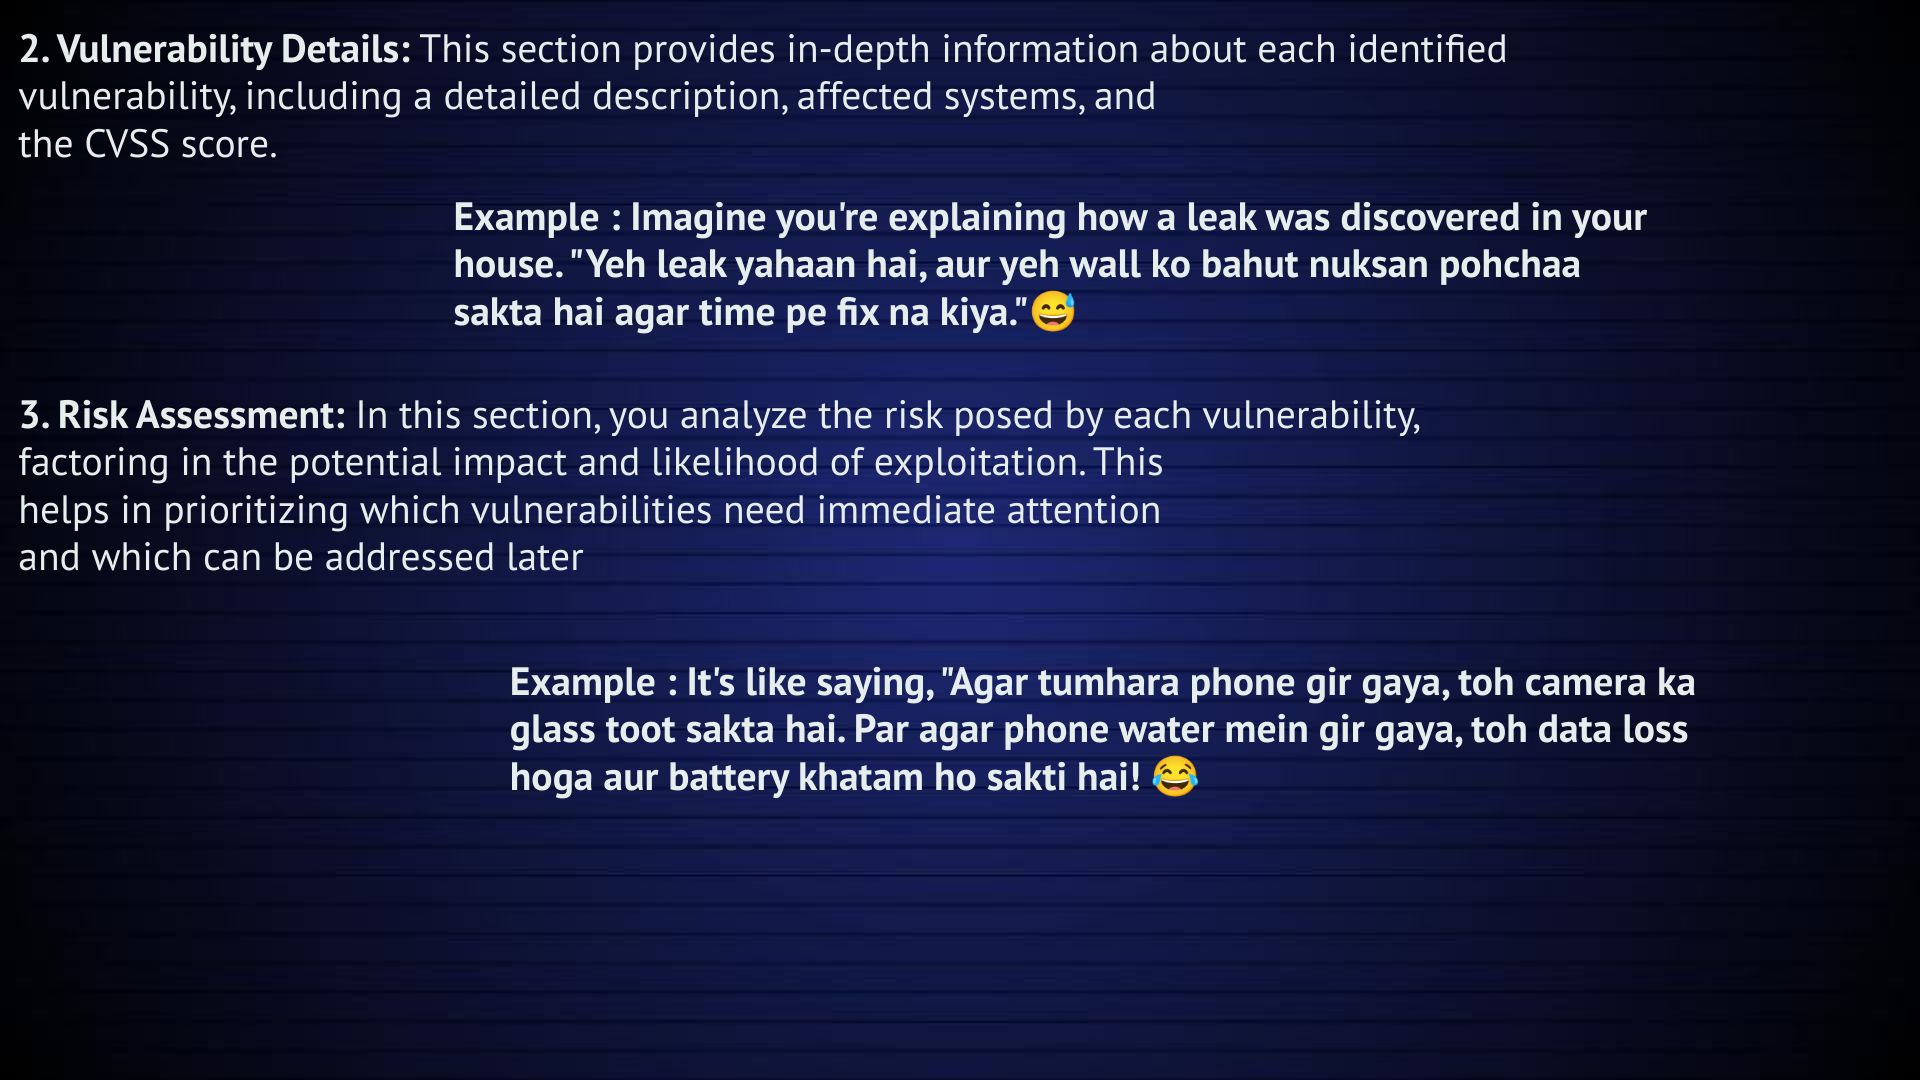 2. Vulnerability Details: This section provides in-depth information about each identified
vulnerability, including a detailed description, affected systems, and
the CVSS score.
Example : Imagine you're explaining how a leak was discovered in your
house. "Yeh leak yahaan hai, aur yeh wall ko bahut nuksan pohchaa
sakta hai agar time pe fix na kiya."😅
3. Risk Assessment: In this section, you analyze the risk posed by each vulnerability,
factoring in the potential impact and likelihood of exploitation. This
helps in prioritizing which vulnerabilities need immediate attention
and which can be addressed later
Example : It's like saying, "Agar tumhara phone gir gaya, toh camera ka
glass toot sakta hai. Par agar phone water mein gir gaya, toh data loss
hoga aur battery khatam ho sakti hai! 😂